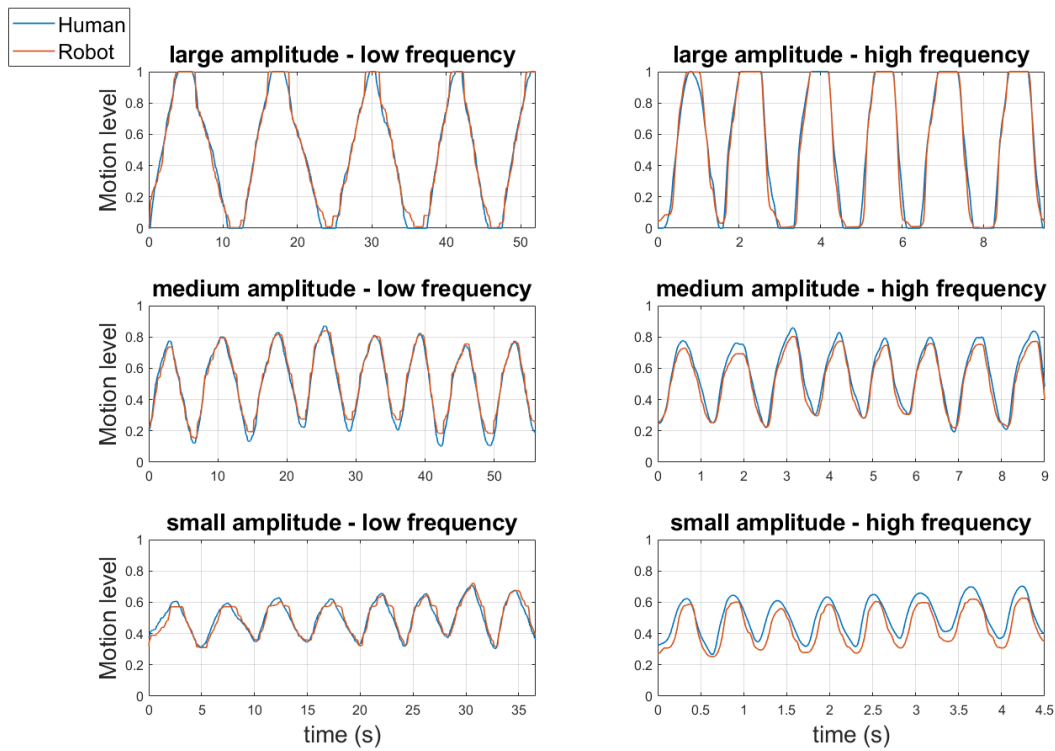 Human
Robot
large amplitude - low frequency
Motion level
1
0.8
0.6
0.4
0.2
0
0 10 20 30 40 50
large amplitude - high frequency
1
0.8
0.6
0.4
0.2
0
0 2 4 6 8
medium amplitude - low frequency
Motion level
1
0.8
0.6
0.4
0.2
0
0 10 20 30 40 50
medium amplitude - high frequency
1
0.8
0.6
0.4
0.2
0
0 1 2 3 4 5 6 7 8 9
small amplitude - low frequency
Motion level
1
0.8
0.6
0.4
0.2
0
0 5 10 15 20 25 30 35
time (s)
small amplitude - high frequency
1
0.8
0.6
0.4
0.2
0
0 0.5 1 1.5 2 2.5 3 3.5 4 4.5
time (s)